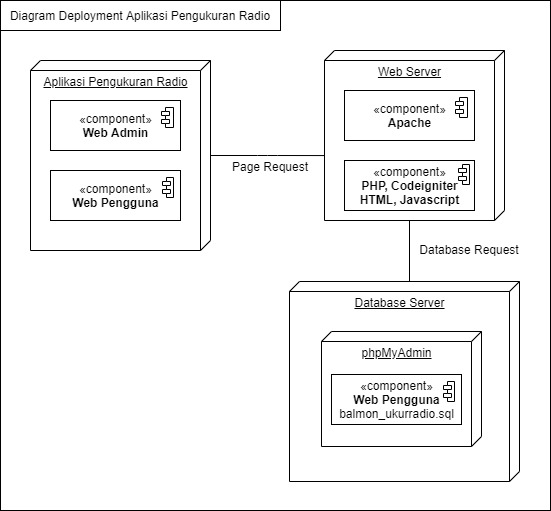 Diagram Deployment Aplikasi Pengukuran Radio
Aplikasi Pengukuran Radio
«component»
Web Admin
«component»
Web Pengguna
Page Request
Web Server
«component»
Apache
«component»
PHP, Codeigniter
HTML, Javascript
Database Request
Database Server
phpMyAdmin
«component»
Web Pengguna
balmon_ukurradio.sql